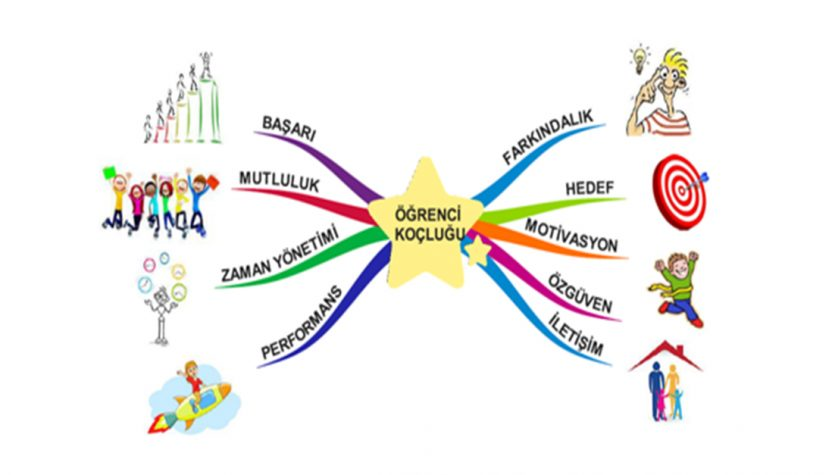 BAŞARI
MUTLULUK
ZAMAN YÖNETİMİ
PERFORMANS
ÖĞRENCİ
KOÇLUĞU
FARKINDALIK
HEDEF
MOTİVASYON
ÖZGÜVEN
İLETİŞİM